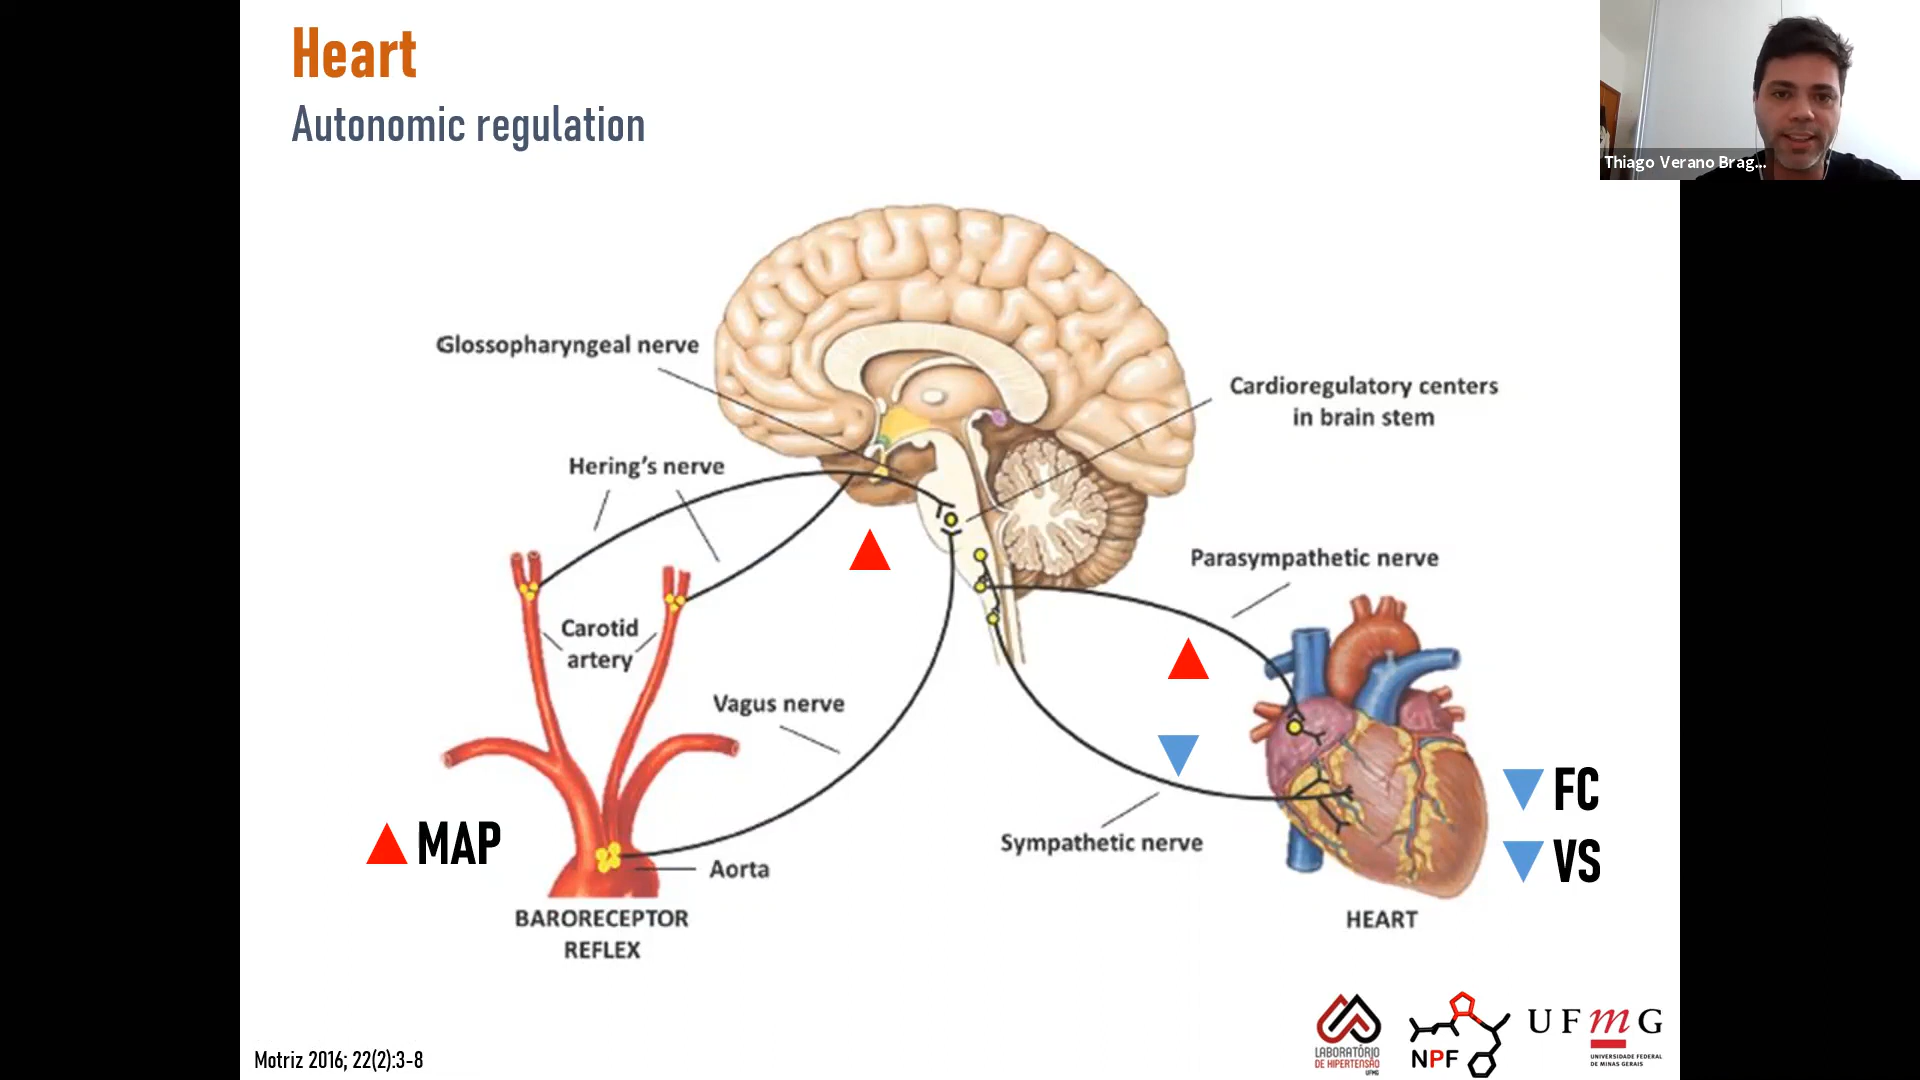 Heart
Autonomic regulation
Thiago Verano Brag...
Glossopharyngeal nerve
Cardioregulatory centers
in brain stem
Hering's nerve
Parasympathetic nerve
Carotid
artery
Vagus nerve
FC
MAP
VS
Sympathetic nerve
Aorta
BARORECEPTOR
REFLEX
HEART
UFmG
LABORATÓRIO
DE HIPERTENSÃO
UFMG
NPF
UNIVERSIDADE FEDERAL
DE MINAS GERAIS
Motriz 2016; 22(2):3-8